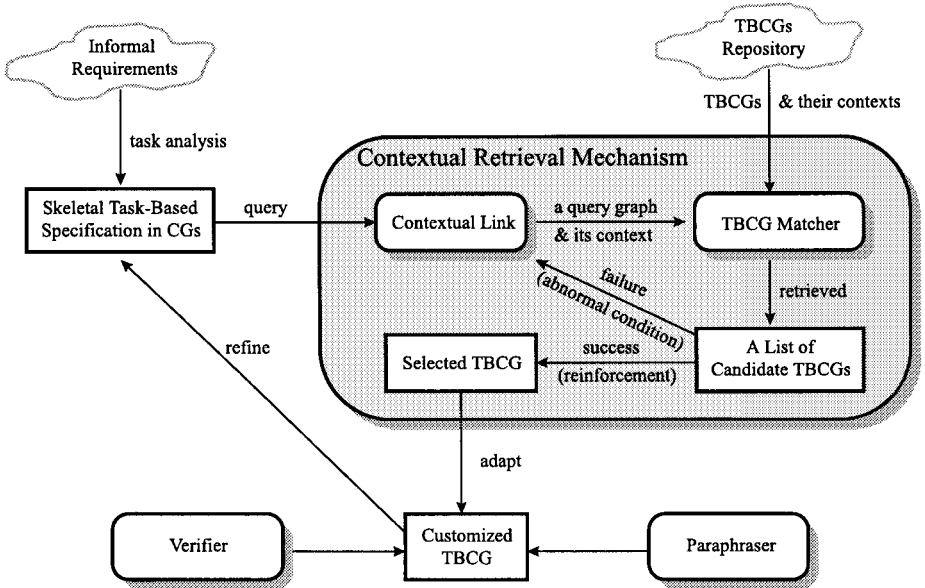 Informal
Requirements
TBCGs
Repository
TBCGs & their contexts
task analysis
Contextual Retrieval Mechanism
Skeletal Task-Based
Specification in CGs
query
Contextual Link
a query graph
& its context
TBCG Matcher
failure
(abnormal condition)
retrieved
refine
Selected TBCG
success
(reinforcement)
A List of
Candidate TBCGs
adapt
Verifier
Customized
TBCG
Paraphraser